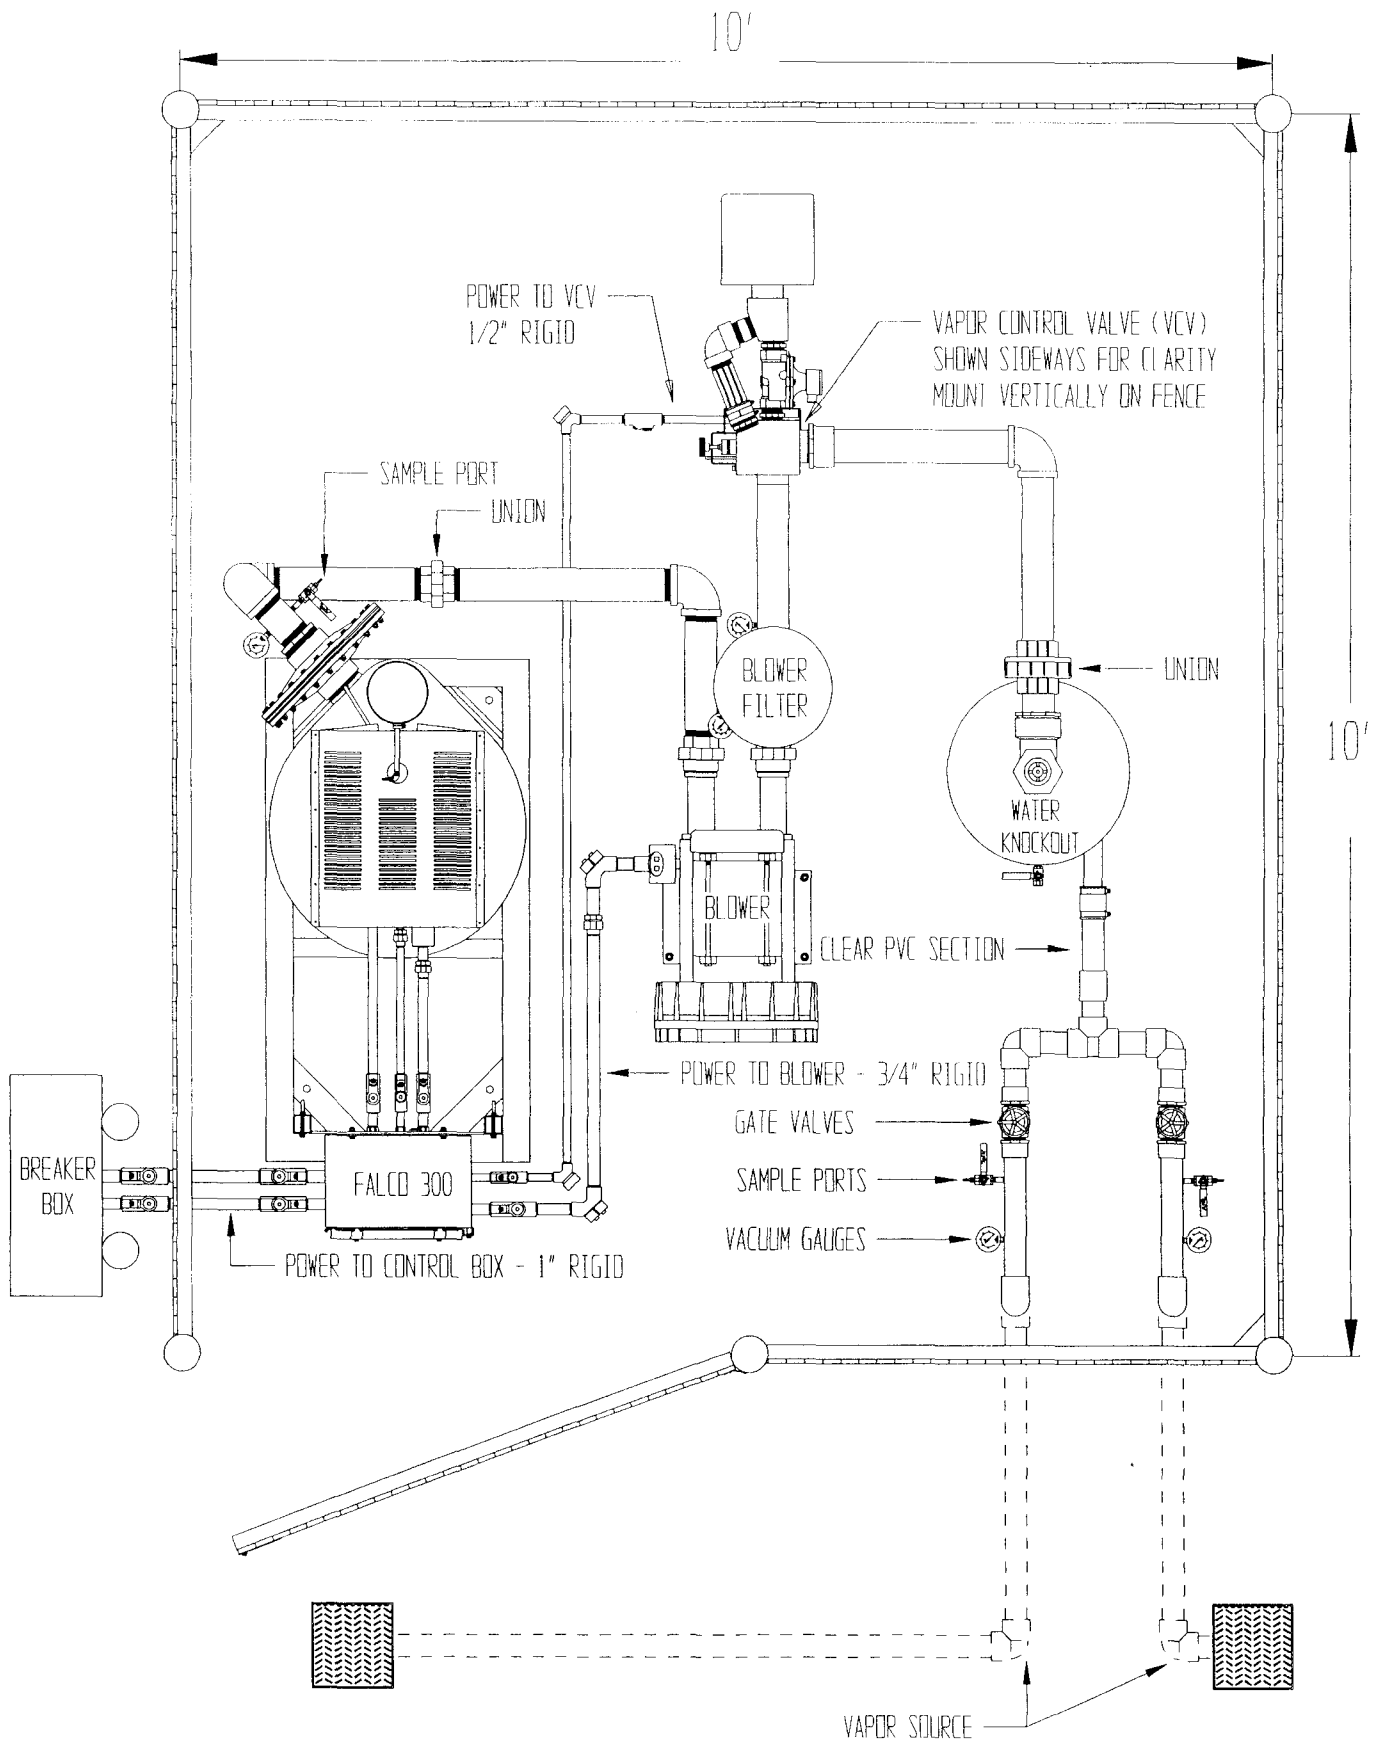 10'
POWER TO VCV
1/2" RIGID
VAPOR CONTROL VALVE (VCV)
SHOWN SIDEWAYS FOR CLARITY
MOUNT VERTICALLY ON FENCE
SAMPLE PORT
UNION
BLOWER
FILTER
UNION
10'
WATER
KNOCKOUT
BLOWER
CLEAR PVC SECTION
POWER TO BLOWER - 3/4" RIGID
GATE VALVES
BREAKER
BOX
FALCO 300
SAMPLE PORTS
VACUUM GAUGES
POWER TO CONTROL BOX - 1" RIGID
VAPOR SOURCE